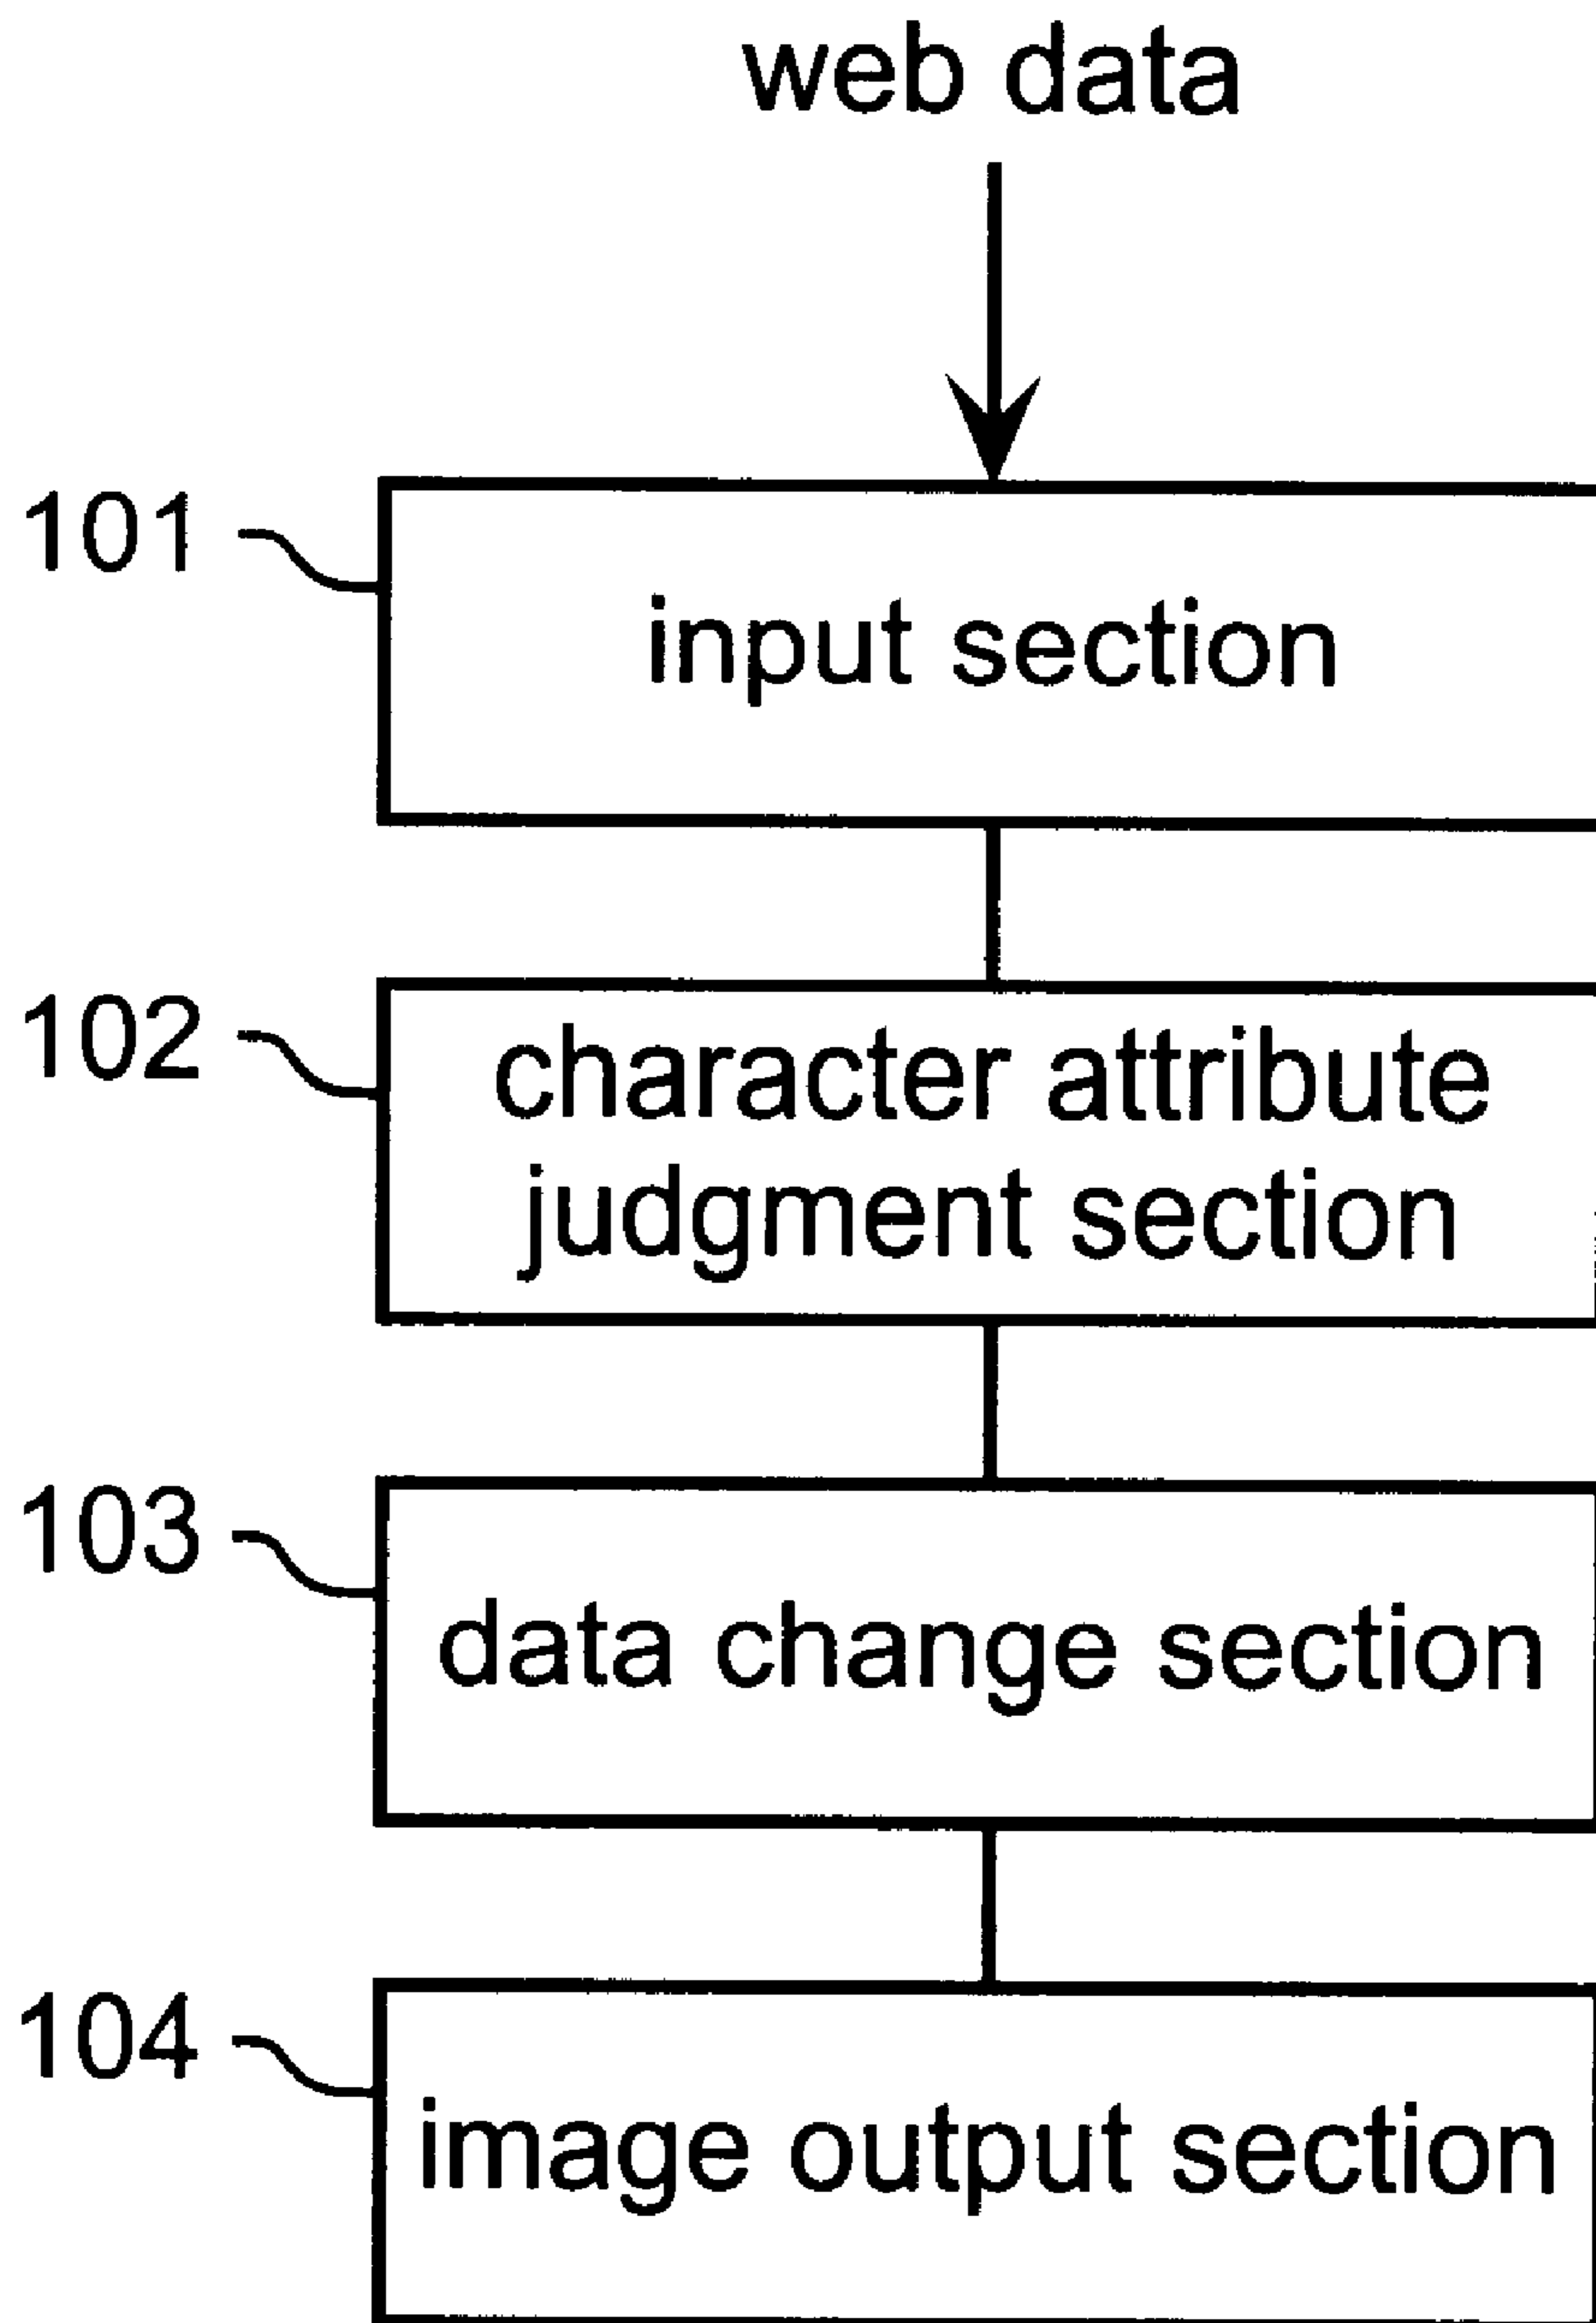 web data
101
input section
102
character attribute
judgment section
103
data change section
104
image output section